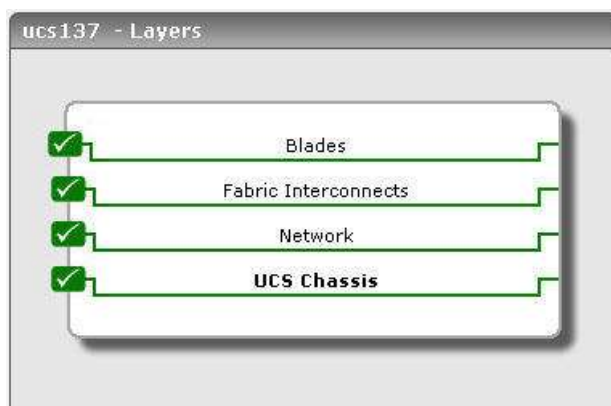 ucs137 - Layers
Blades
Fabric Interconnects
Network
UCS Chassis